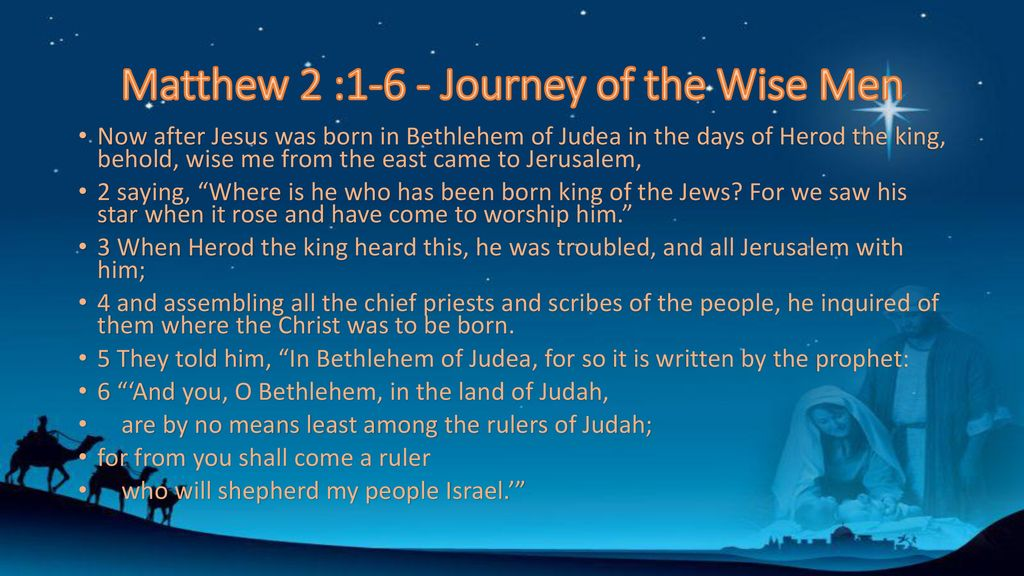 Matthew 2 :1-6 - Journey of the Wise Men
• Now after Jesus was born in Bethlehem of Judea in the days of Herod the king,
behold, wise me from the east came to Jerusalem,
• 2 saying, “Where is he who has been born king of the Jews? For we saw his
star when it rose and have come to worship him.”
• 3 When Herod the king heard this, he was troubled, and all Jerusalem with
him;
• 4 and assembling all the chief priests and scribes of the people, he inquired of
them where the Christ was to be born.
• 5 They told him, “In Bethlehem of Judea, for so it is written by the prophet:
• 6 “‘And you, O Bethlehem, in the land of Judah,
• are by no means least among the rulers of Judah;
• for from you shall come a ruler
• who will shepherd my people Israel.’”